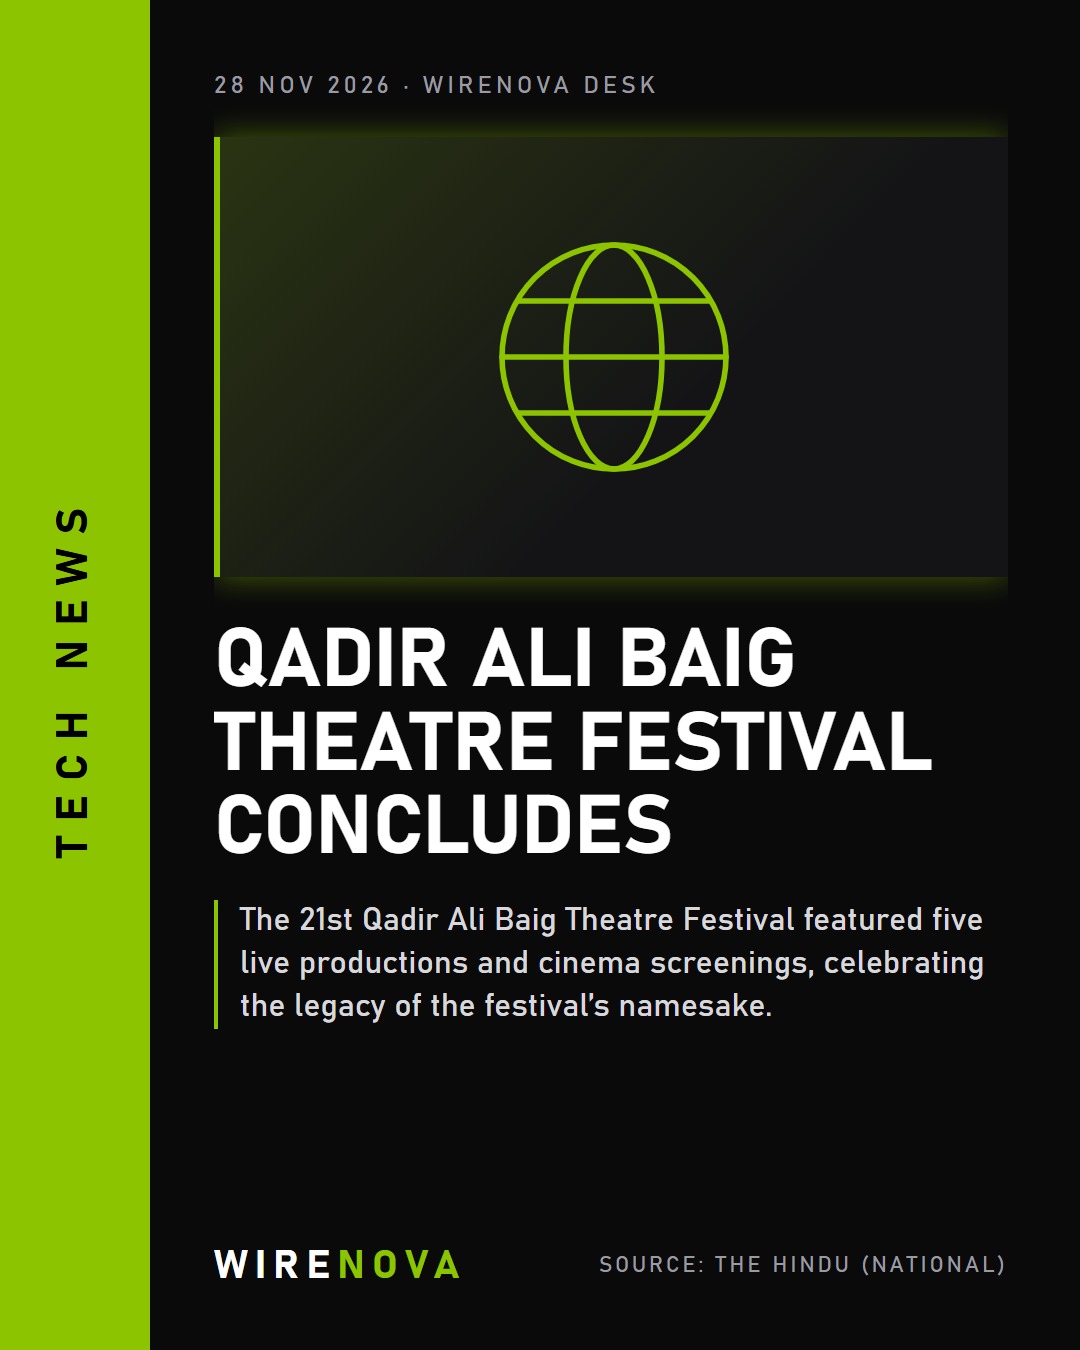 TECH NEWS
28 NOV 2026 · WIRENOVA DESK
QADIR ALI BAIG
THEATRE FESTIVAL
CONCLUDES
The 21st Qadir Ali Baig Theatre Festival featured five
live productions and cinema screenings, celebrating
the legacy of the festival’s namesake.
WIRENOVA
SOURCE: THE HINDU (NATIONAL)